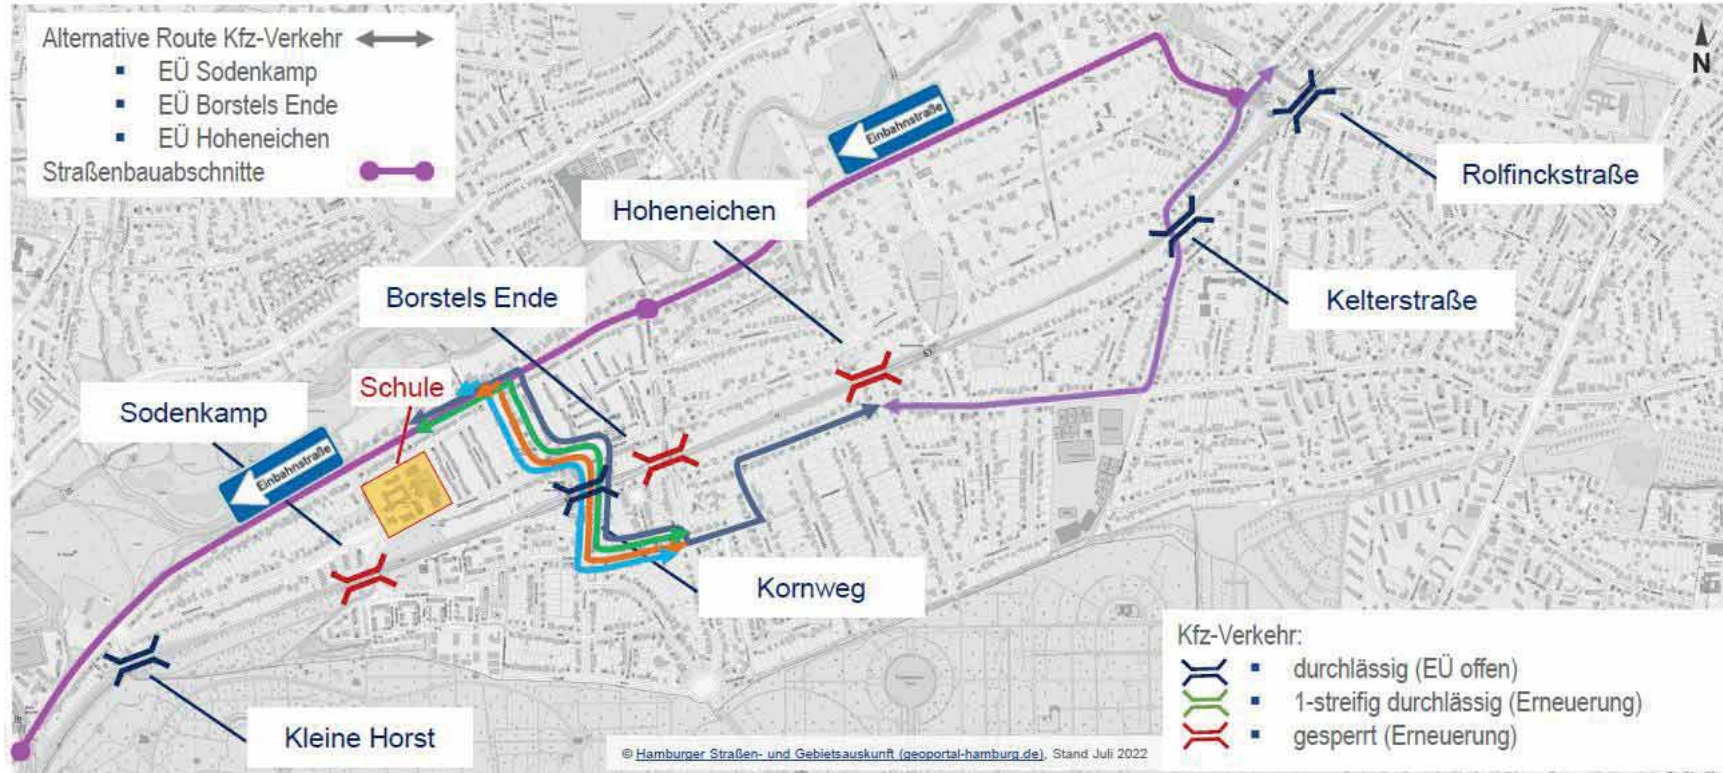 Alternative Route Kfz-Verkehr
▪ EÜ Sodenkamp
▪ EÜ Borstels Ende
▪ EÜ Hoheneichen
Straßenbauabschnitte
N
Einbahnstraße
Rolfinckstraße
Hoheneichen
Borstels Ende
Kelterstraße
Schule
Sodenkamp
Einbahnstraße
Kornweg
Kleine Horst
Kfz-Verkehr:
▪ durchlässig (EÜ offen)
▪ 1-streifig durchlässig (Erneuerung)
▪ gesperrt (Erneuerung)
© Hamburger Straßen- und Gebietsauskunft (geoportal-hamburg.de), Stand Juli 2022